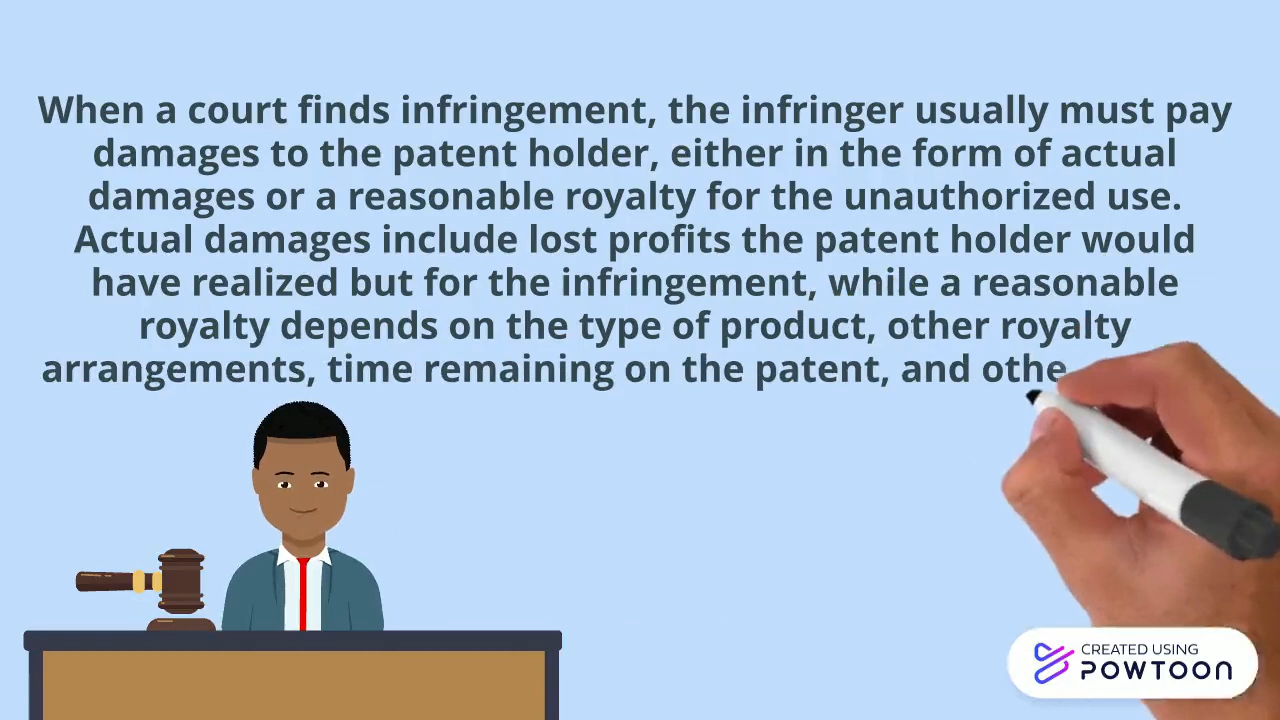 When a court finds infringement, the infringer usually must pay
damages to the patent holder, either in the form of actual
damages or a reasonable royalty for the unauthorized use.
Actual damages include lost profits the patent holder would
have realized but for the infringement, while a reasonable
royalty depends on the type of product, other royalty
arrangements, time remaining on the patent, and othe
CREATED USING
POWTOON